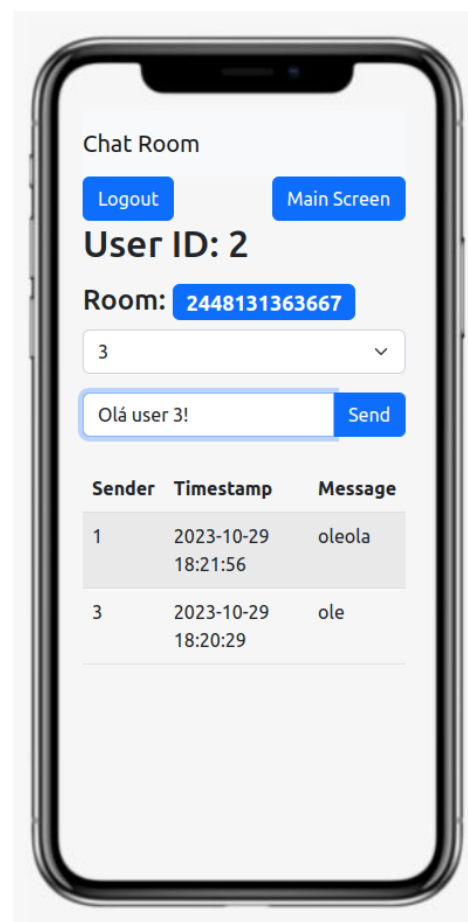 Chat Room
Logout Main Screen
User ID: 2
Room: 2448131363667
3
Olá user 3! Send
Sender Timestamp Message
1 2023-10-29 oleola
18:21:56
3 2023-10-29 ole
18:20:29